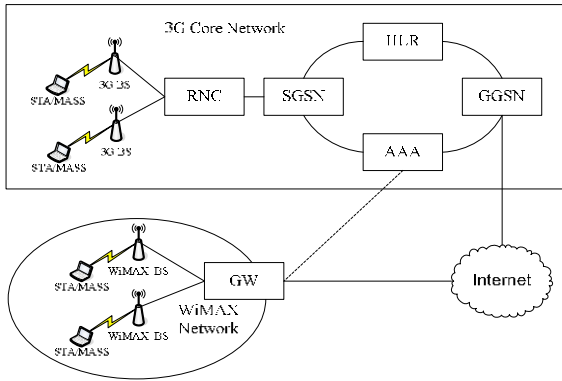 3G Core Network
HLR
3G BS
STA/MASS
RNC
SGSN
GGSN
3G BS
STA/MASS
AAA
WiMAX BS
STA/MASS
GW
Internet
WiMAX BS
STA/MASS
WiMAX
Network